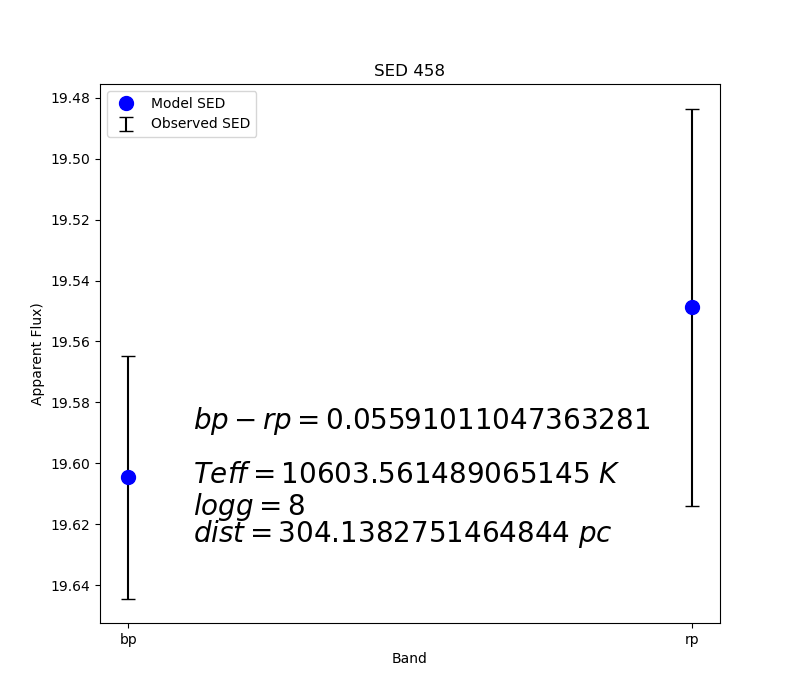 SED 458
Model SED
Observed SED
19.48
19.50
19.52
19.54
19.56
19.58
19.60
19.62
19.64
Apparent Flux)
bp − rp = 0.05591011047363281
Teff = 10603.561489065145 K
logg = 8
dist = 304.1382751464844 pc
bp
rp
Band